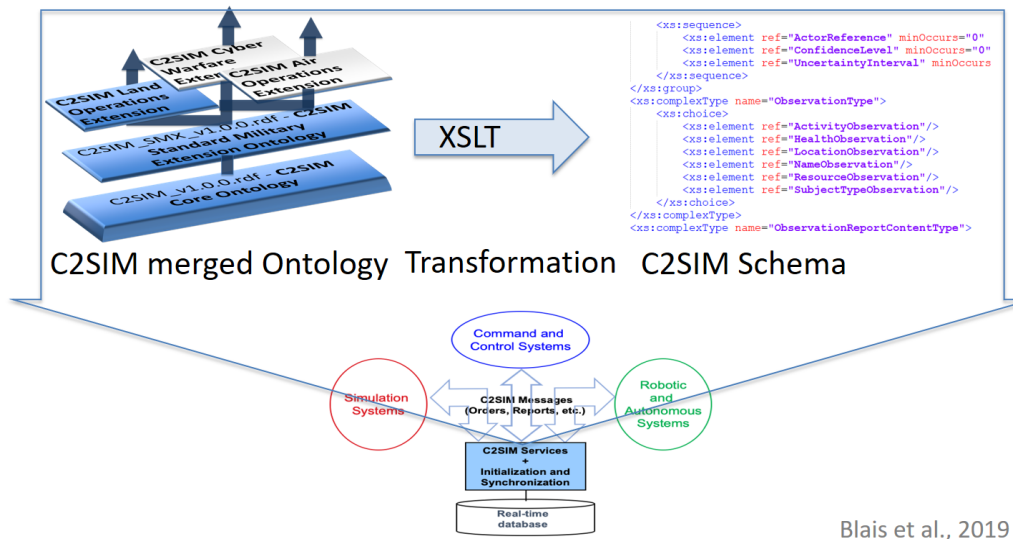 C2SIM Cyber
Warfare
Extension
C2SIM Air
Operations
Extension
C2SIM Land
Operations
Extension
C2SIM_SMX_v1.0.0.rdf - C2SIM
Standard Military
Extension Ontology
C2SIM _v1.0.0.rdf - C2SIM
Core Ontology
XSLT
<xs:sequence>
<xs:element ref="ActorReference" minOccurs="0"
<xs:element ref="ConfidenceLevel" minOccurs="0"
<xs:element ref="UncertaintyInterval" minOccurs
</xs:sequence>
</xs:group>
<xs:complexType name="ObservationType">
<xs:choice>
<xs:element ref="ActivityObservation"/>
<xs:element ref="HealthObservation"/>
<xs:element ref="LocationObservation"/>
<xs:element ref="NameObservation"/>
<xs:element ref="ResourceObservation"/>
<xs:element ref="SubjectTypeObservation"/>
</xs:choice>
</xs:complexType>
<xs:complexType name="ObservationReportContentType">
C2SIM merged Ontology
Transformation
C2SIM Schema
Command and
Control Systems
Simulation
Systems
C2SIM Messages
(Orders, Reports, etc.)
Robotic
and
Autonomous
Systems
C2SIM Services
+
Initialization and
Synchronization
Real-time
database
Blais et al., 2019